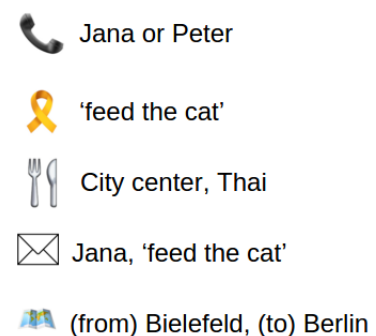 Jana or Peter
‘feed the cat’
City center, Thai
Jana, ‘feed the cat’
(from) Bielefeld, (to) Berlin